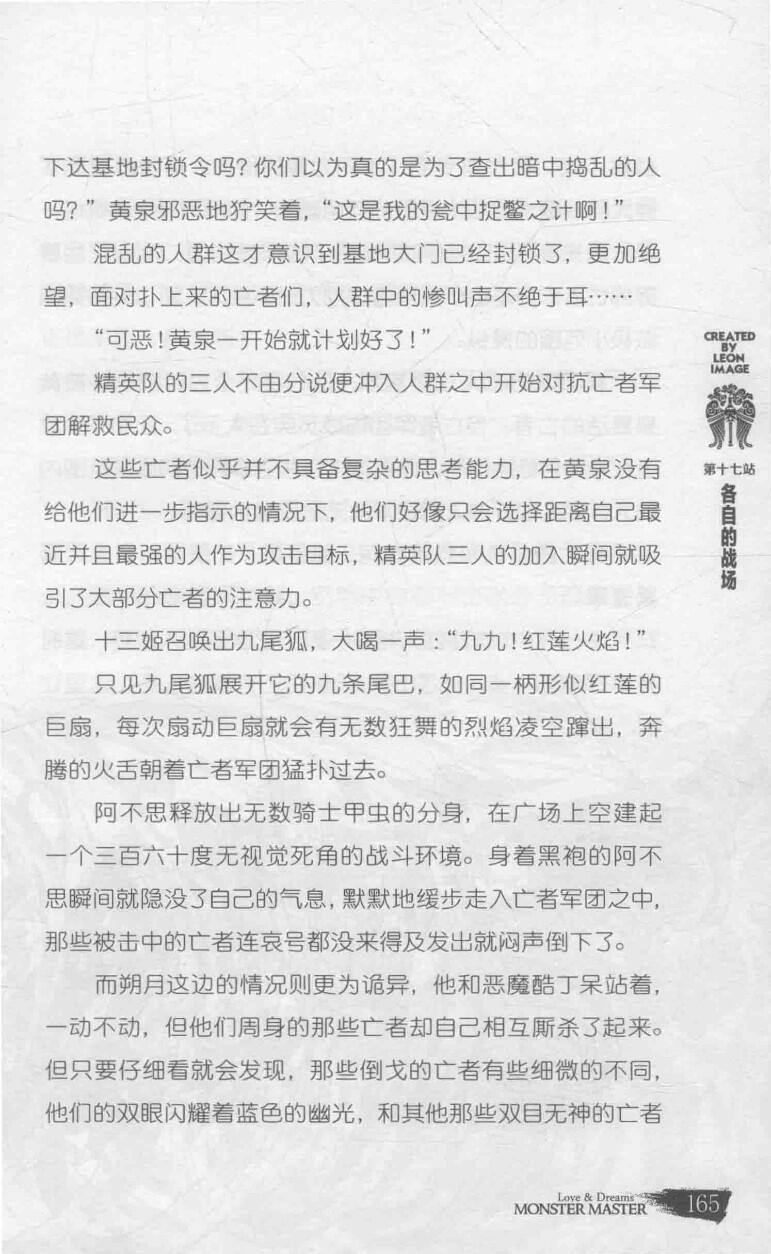 下达基地封锁令吗？你们以为真的是为了查出暗中捣乱的人
吗？”黄泉邪恶地狞笑着，“这是我的瓮中捉鳖之计啊！”
混乱的人群这才意识到基地大门已经封锁了，更加绝
望，面对扑上来的亡者们，人群中的惨叫声不绝于耳……
“可恶！黄泉一开始就计划好了！”
精英队的三人不由分说便冲入人群之中开始对抗亡者军
团解救民众。
这些亡者似乎并不具备复杂的思考能力，在黄泉没有
给他们进一步指示的情况下，他们好像只会选择距离自己最
近并且最强的人作为攻击目标，精英队三人的加入瞬间就吸
引了大部分亡者的注意力。
十三姬召唤出九尾狐，大喝一声：“九九！红莲火焰！”
只见九尾狐展开它的九条尾巴，如同一柄形似红莲的
巨扇，每次扇动巨扇就会有无数狂舞的烈焰凌空蹿出，奔
腾的火舌朝着亡者军团猛扑过去。
阿不思释放出无数骑士甲虫的分身，在广场上空建起
一个三百六十度无视觉死角的战斗环境。身着黑袍的阿不
思瞬间就隐没了自己的气息，默默地缓步走入亡者军团之中，
那些被击中的亡者连哀号都没来得及发出就闷声倒下了。
而朔月这边的情况则更为诡异，他和恶魔酷丁呆站着，
一动不动，但他们周身的那些亡者却自己相互厮杀了起来。
但只要仔细看就会发现，那些倒戈的亡者有些细微的不同，
他们的双眼闪耀着蓝色的幽光，和其他那些双目无神的亡者
CREATED
BY
LEON
IMAGE
第十七站
各自的战场
Love & Dreams
MONSTER MASTER
165